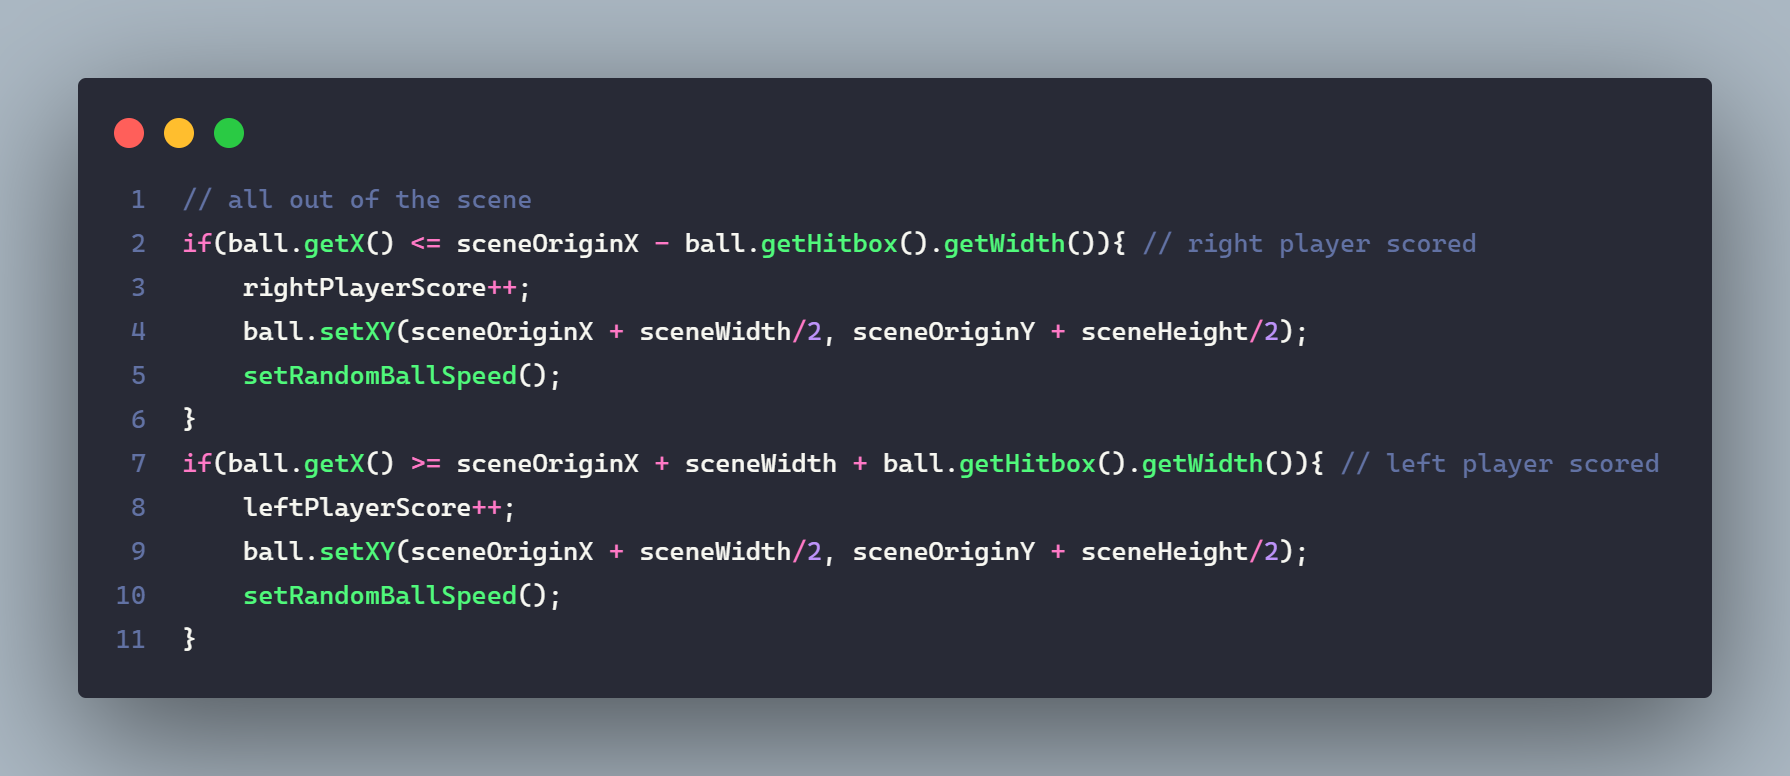 1 // all out of the scene
2 if(ball.getX() <= sceneOriginX - ball.getHitbox().getWidth()){ // right player scored
3     rightPlayerScore++;
4     ball.setXY(sceneOriginX + sceneWidth/2, sceneOriginY + sceneHeight/2);
5     setRandomBallSpeed();
6 }
7 if(ball.getX() >= sceneOriginX + sceneWidth + ball.getHitbox().getWidth()){ // left player scored
8     leftPlayerScore++;
9     ball.setXY(sceneOriginX + sceneWidth/2, sceneOriginY + sceneHeight/2);
10     setRandomBallSpeed();
11 }